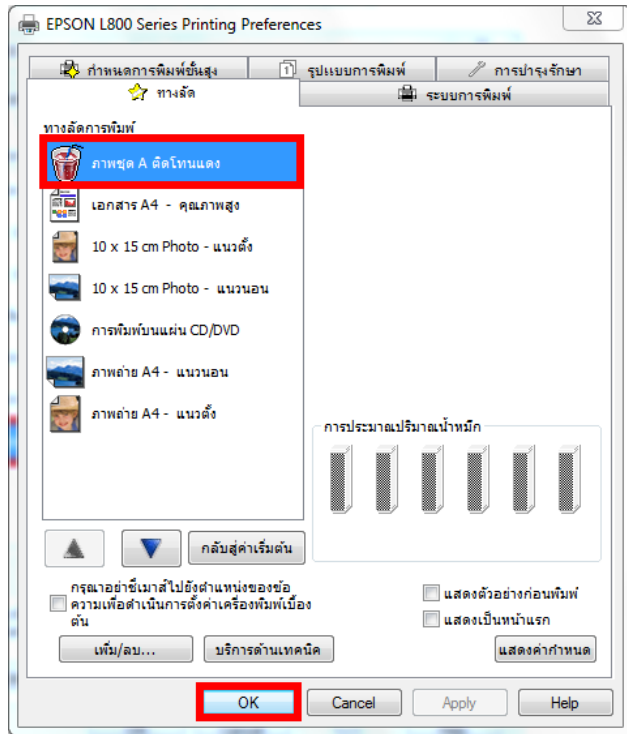 EPSON L800 Series Printing Preferences
กำหนดการพิมพ์ขั้นสูง
1 รูปแบบการพิมพ์
การบำรุงรักษา
ทางลัด
ระบบการพิมพ์
ทางลัดการพิมพ์
ภาพชุด A ติดโทนแดง
เอกสาร A4 - คุณภาพสูง
10 x 15 cm Photo - แนวตั้ง
10 x 15 cm Photo - แนวนอน
การพิมพ์บนแผ่น CD/DVD
ภาพถ่าย A4 - แนวนอน
ภาพถ่าย A4 - แนวตั้ง
การประมาณปริมาณน้ำหมึก
กลับสู่ค่าเริ่มต้น
กรุณาอย่าชี้เมาส์ไปยังตำแหน่งของข้อ
ความเพื่อดำเนินการตั้งค่าเครื่องพิมพ์เบื้อง
ต้น
แสดงตัวอย่างก่อนพิมพ์
แสดงเป็นหน้าแรก
เพิ่ม/ลบ...
บริการด้านเทคนิค
แสดงค่ากำหนด
OK
Cancel
Apply
Help